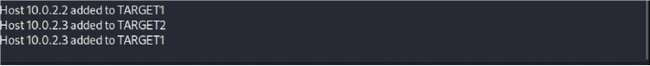 Host 10.0.2.2 added to TARGET1
Host 10.0.2.3 added to TARGET2
Host 10.0.2.3 added to TARGET1